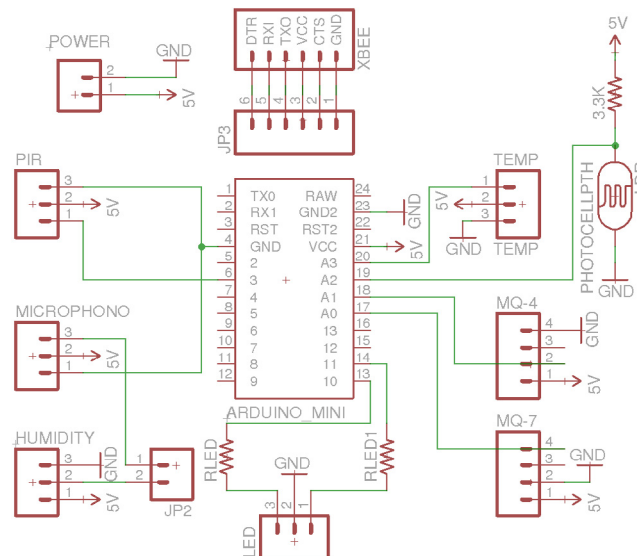 POWER
2
1
GND
5V
DTR
RXI
TXO
VCC
CTS
GND
XBEE
6
5
4
3
2
1
JP3
5V
3.3K
PHOTOCELLPTH
GND
PIR
3
2
1
5V
1 TX0 RAW 24
2 RX1 GND2 23
3 RST RST2 22
4 GND VCC 21
5 2 A3 20
6 3 A2 19
7 4 A1 18
8 5 A0 17
9 6 13 16
10 7 12 15
11 8 11 14
12 9 10 13
ARDUINO_MINI
GND
5V
TEMP
1
2
3
5V
GND
TEMP
MICROPHONO
3
2
1
5V
MQ-4
4
3
2
1
GND
5V
HUMIDITY
3
2
1
GND
5V
1
2
JP2
RLED
RLED1
GND
3
2
1
LED
MQ-7
4
3
2
1
GND
5V